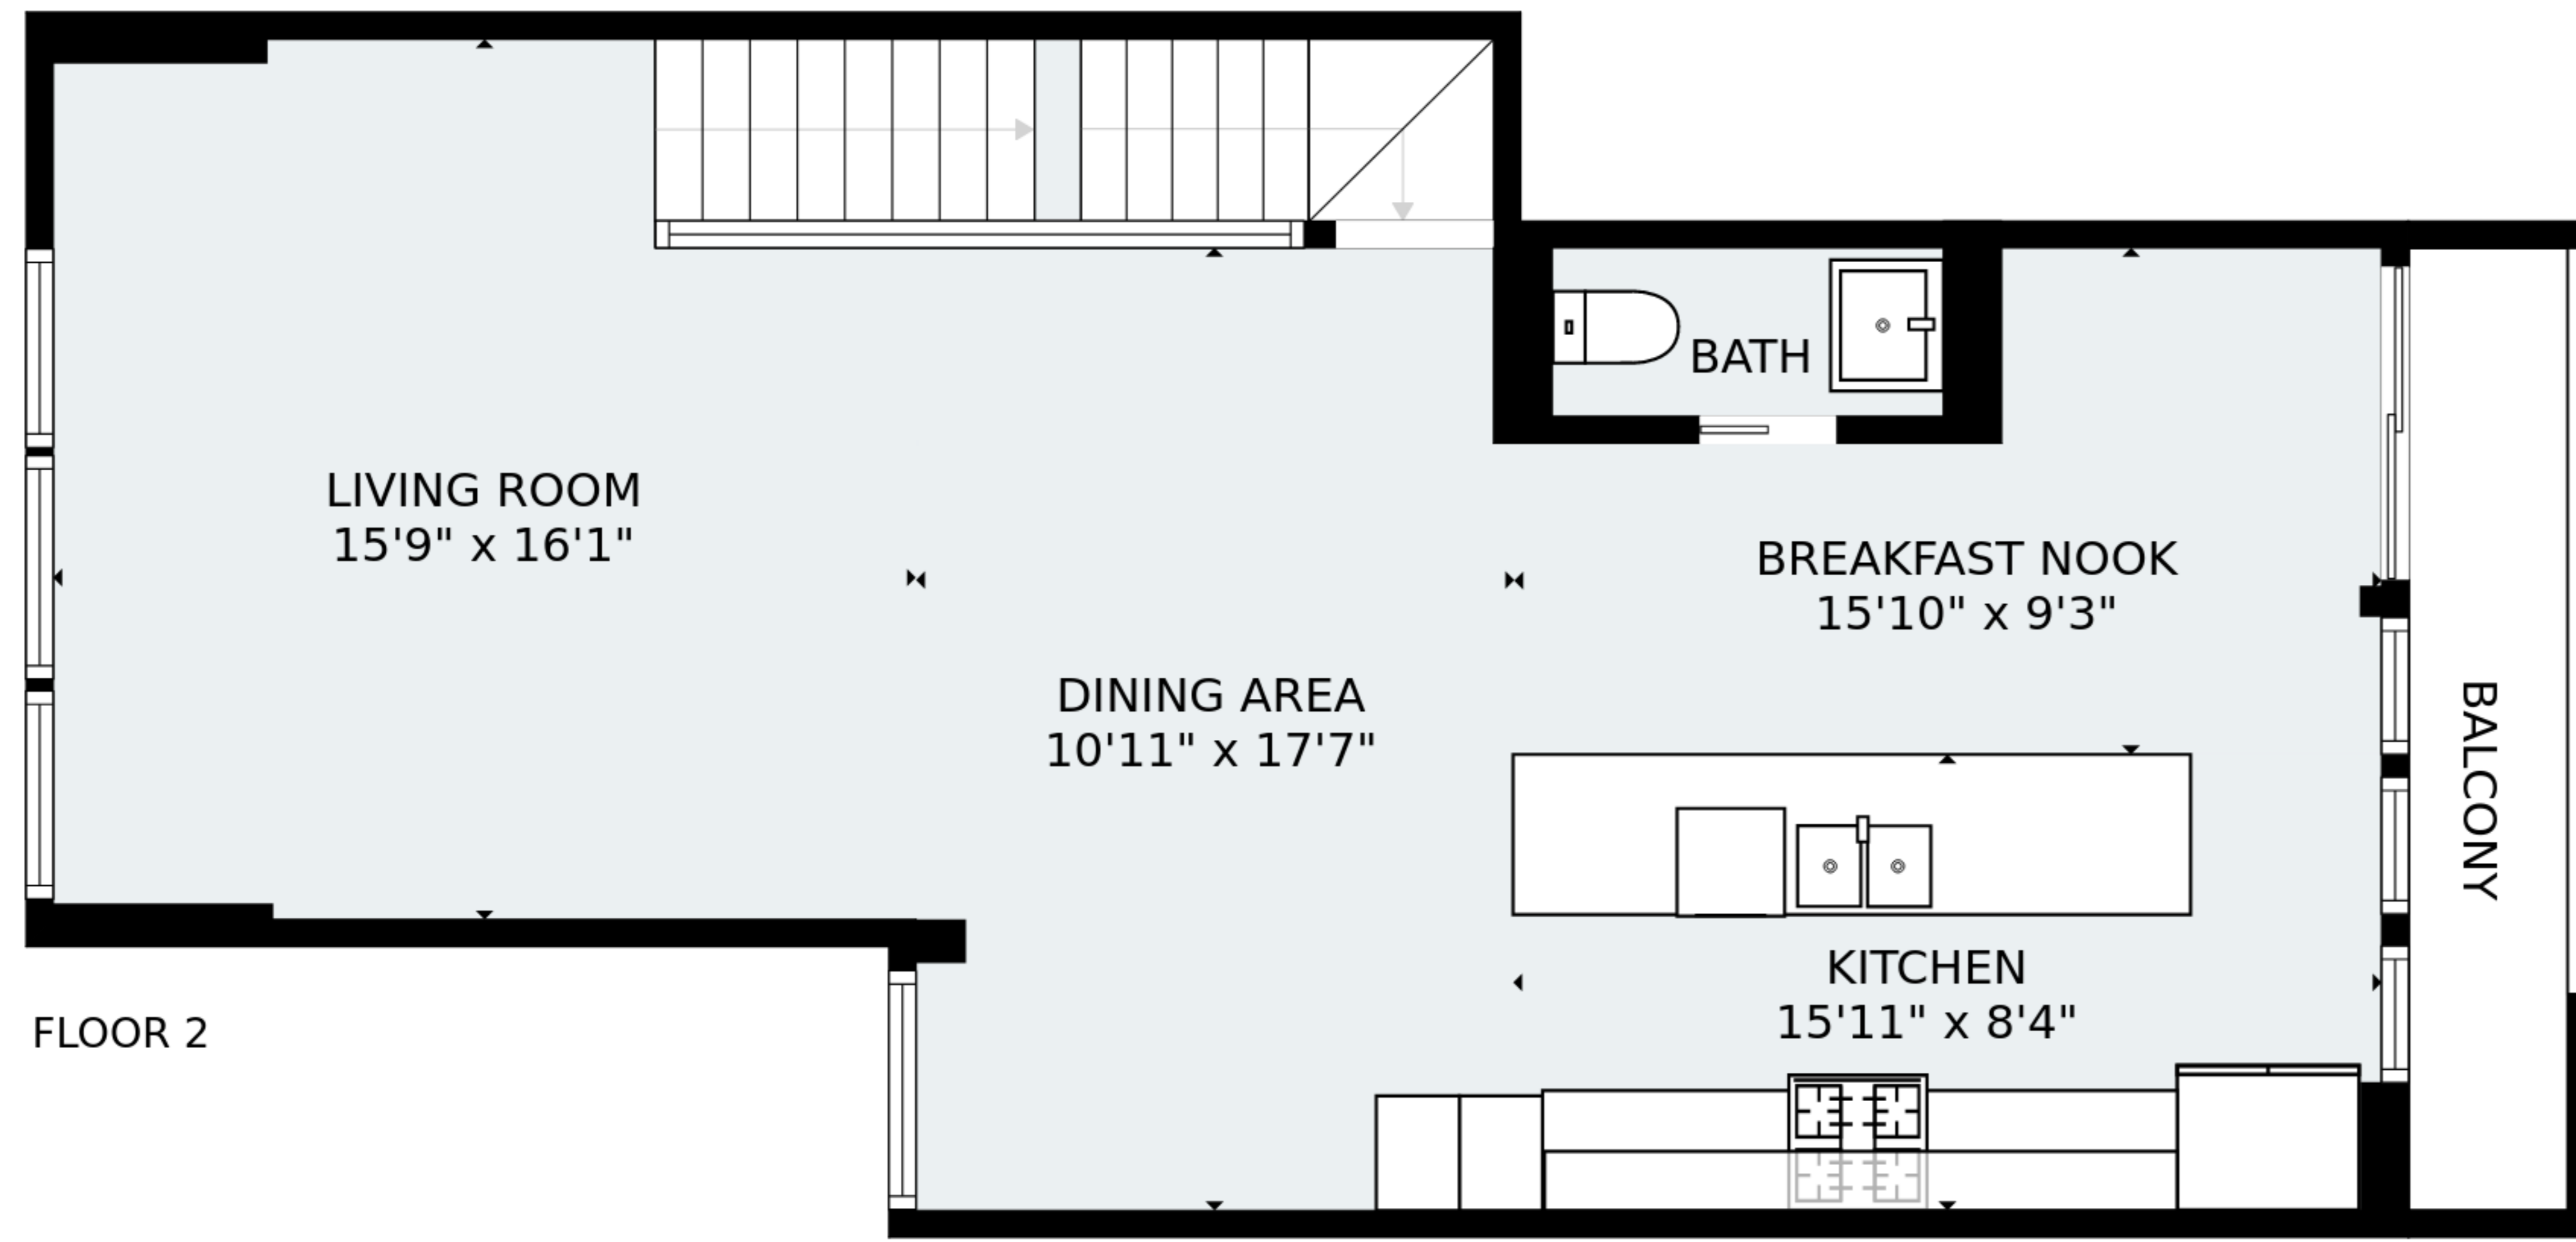 LIVING ROOM
15'9" x 16'1"
DINING AREA
10'11" x 17'7"
BATH
BREAKFAST NOOK
15'10" x 9'3"
KITCHEN
15'11" x 8'4"
BALCONY
FLOOR 2